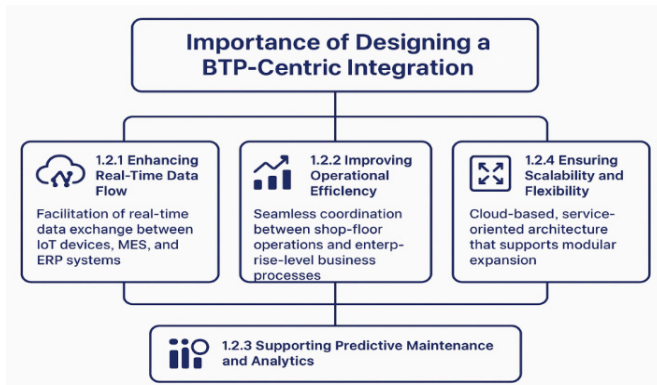 Importance of Designing a
BTP-Centric Integration
1.2.1 Enhancing
Real-Time Data
Flow
Facilitation of real-time
data exchange between
IoT devices, MES, and
ERP systems
1.2.2 Improving
Operational
Efficiency
Seamless coordination
between shop-floor
operations and enterp-
rise-level business
processes
1.2.4 Ensuring
Scalability and
Flexibility
Cloud-based, service-
oriented architecture
that supports modular
expansion
1.2.3 Supporting Predictive Maintenance
and Analytics